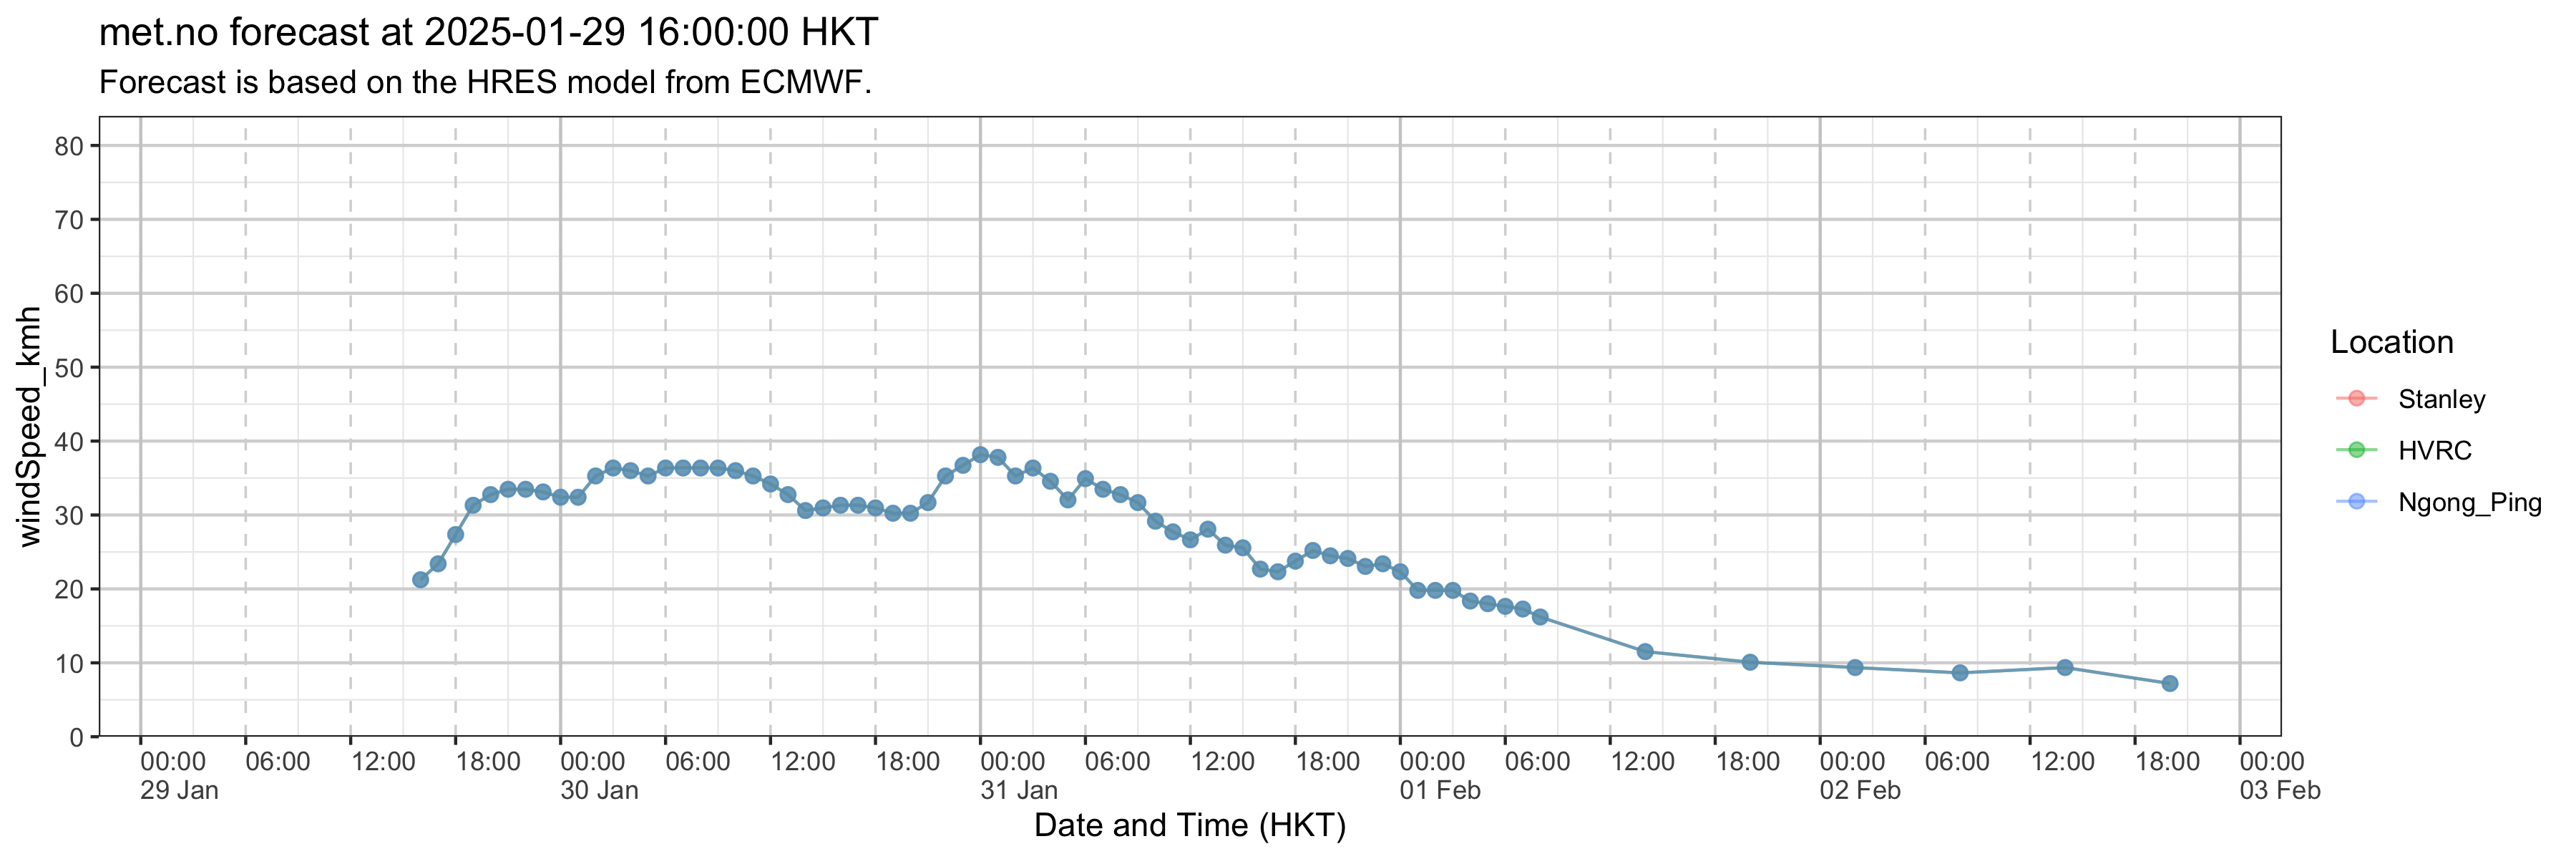 met.no forecast at 2025-01-29 16:00:00 HKT
Forecast is based on the HRES model from ECMWF.
windSpeed_kmh
80
70
60
50
40
30
20
10
0
00:00 06:00 12:00 18:00 00:00 06:00 12:00 18:00 00:00 06:00 12:00 18:00 00:00 06:00 12:00 18:00 00:00 06:00 12:00 18:00 00:00
29 Jan 30 Jan 31 Jan 01 Feb 02 Feb 03 Feb
Date and Time (HKT)
Location
Stanley
HVRC
Ngong_Ping